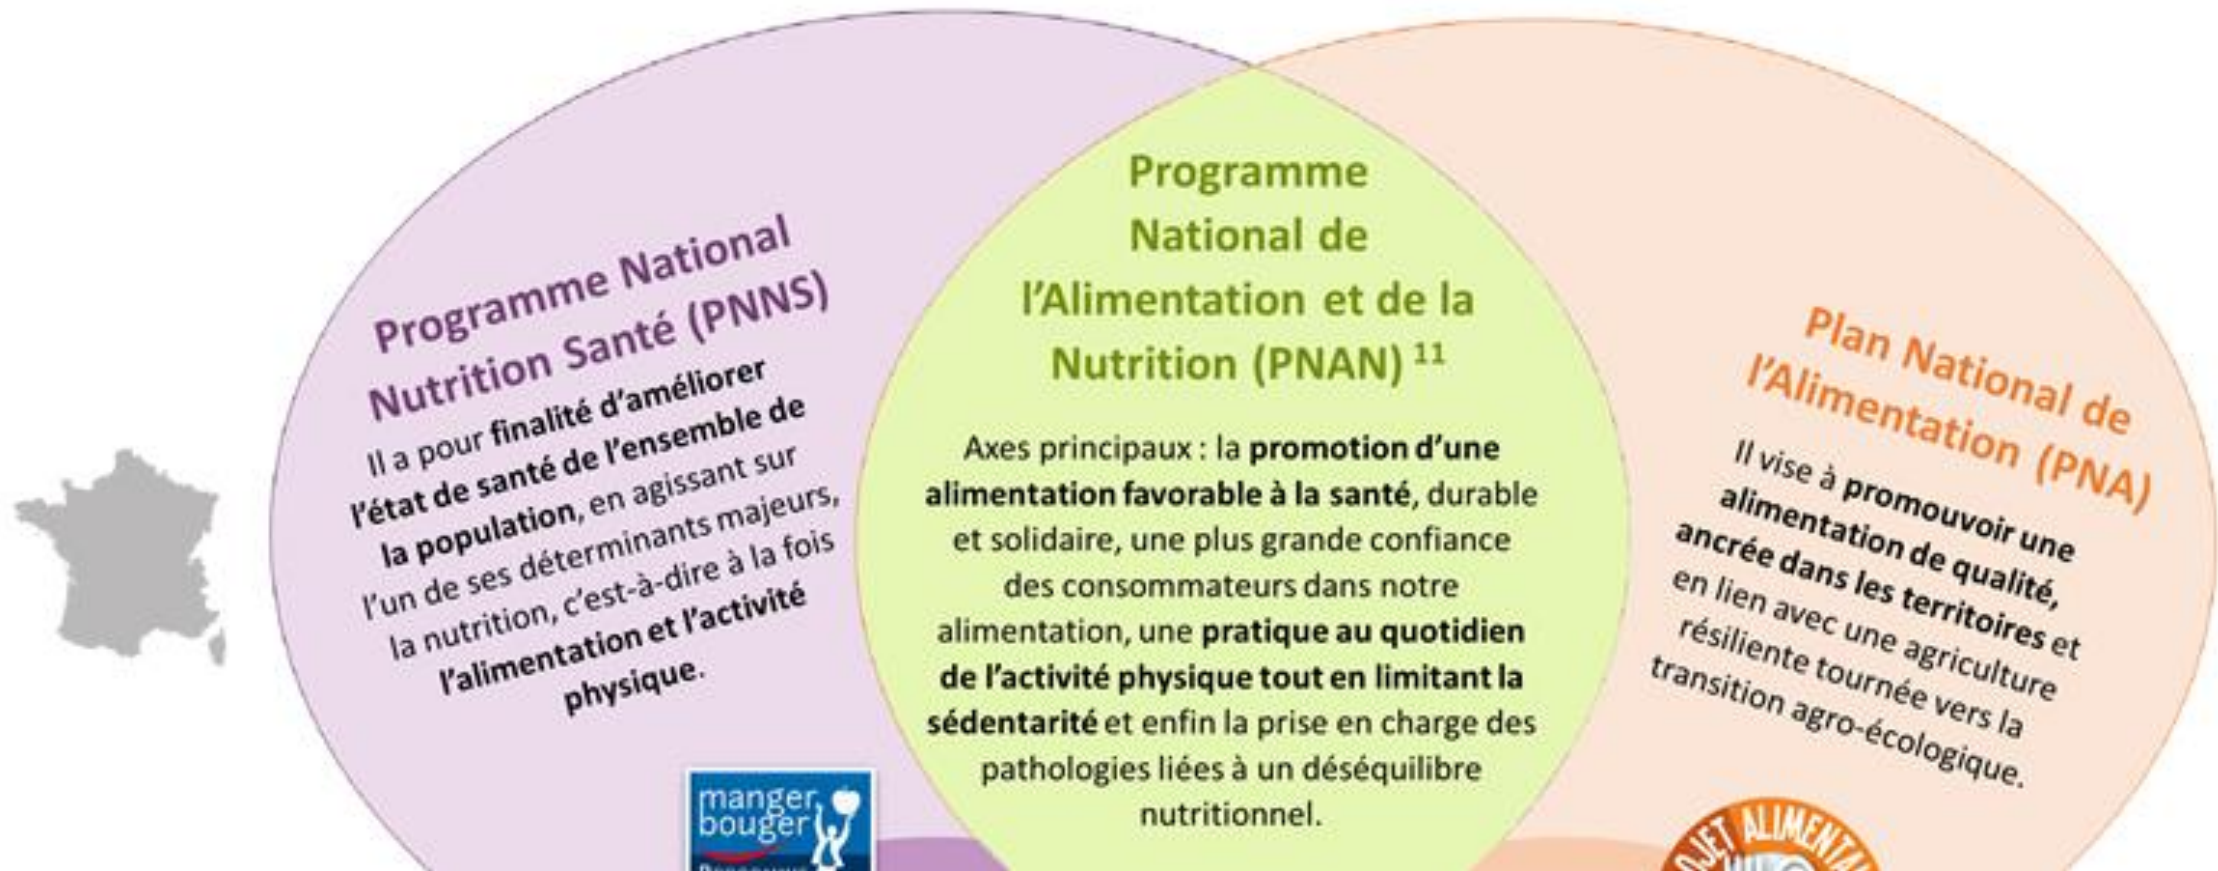 Programme National
Nutrition Santé (PNNS)
Il a pour finalité d'améliorer
l'état de santé de l'ensemble de
la population, en agissant sur
l'un de ses déterminants majeurs,
la nutrition, c'est-à-dire à la fois
l'alimentation et l'activité
physique.
manger
bouger
Programme
National de
l'Alimentation et de la
Nutrition (PNAN) 11
Axes principaux : la promotion d'une
alimentation favorable à la santé, durable
et solidaire, une plus grande confiance
des consommateurs dans notre
alimentation, une pratique au quotidien
de l'activité physique tout en limitant la
sédentarité et enfin la prise en charge des
pathologies liées à un déséquilibre
nutritionnel.
Plan National de
l'Alimentation (PNA)
Il vise à promouvoir une
alimentation de qualité,
ancrée dans les territoires et
en lien avec une agriculture
résiliente tournée vers la
transition agro-écologique.